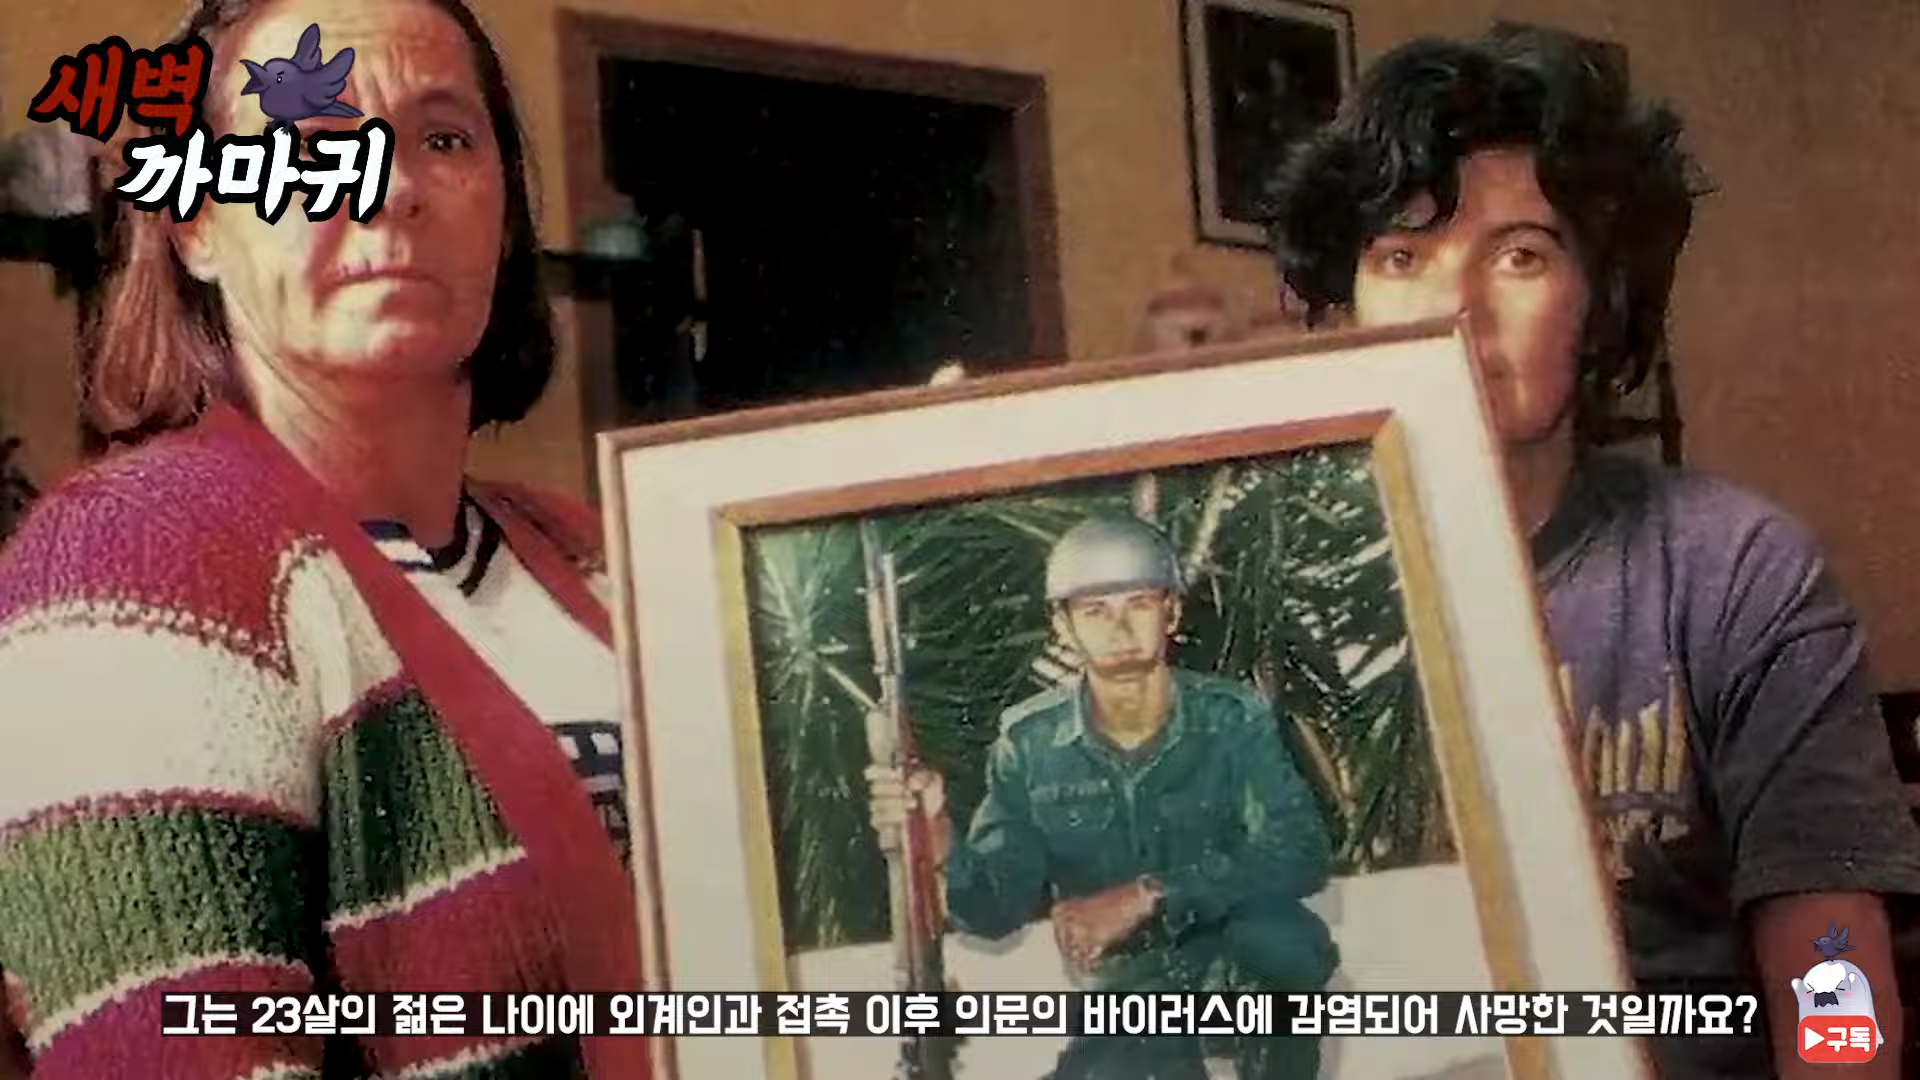 새벽
까마귀
그는 23살의 젊은 나이에 외계인과 접촉 이후 의문의 바이러스에 감염되어 사망한 것일까요?
구독